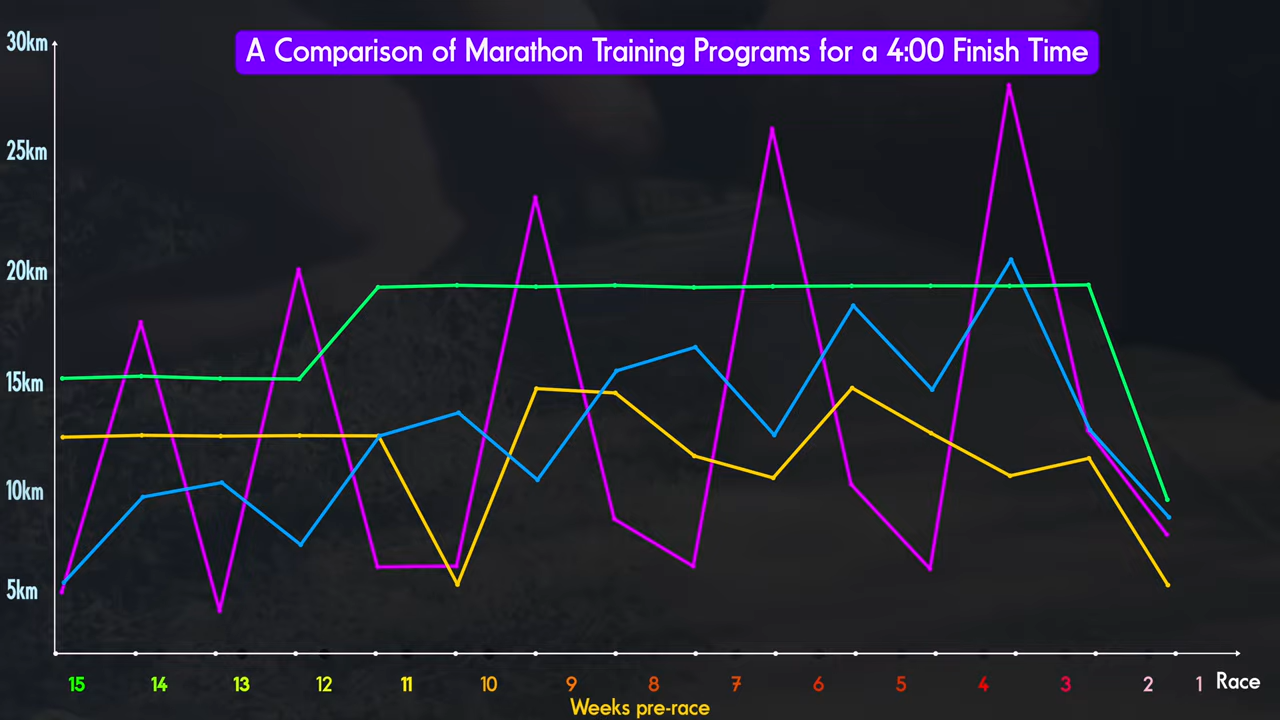 A Comparison of Marathon Training Programs for a 4:00 Finish Time
30km
25km
20km
15km
10km
5km
15 14 13 12 11 10 9 8 7 6 5 4 3 2 1 Race
Weeks pre-race